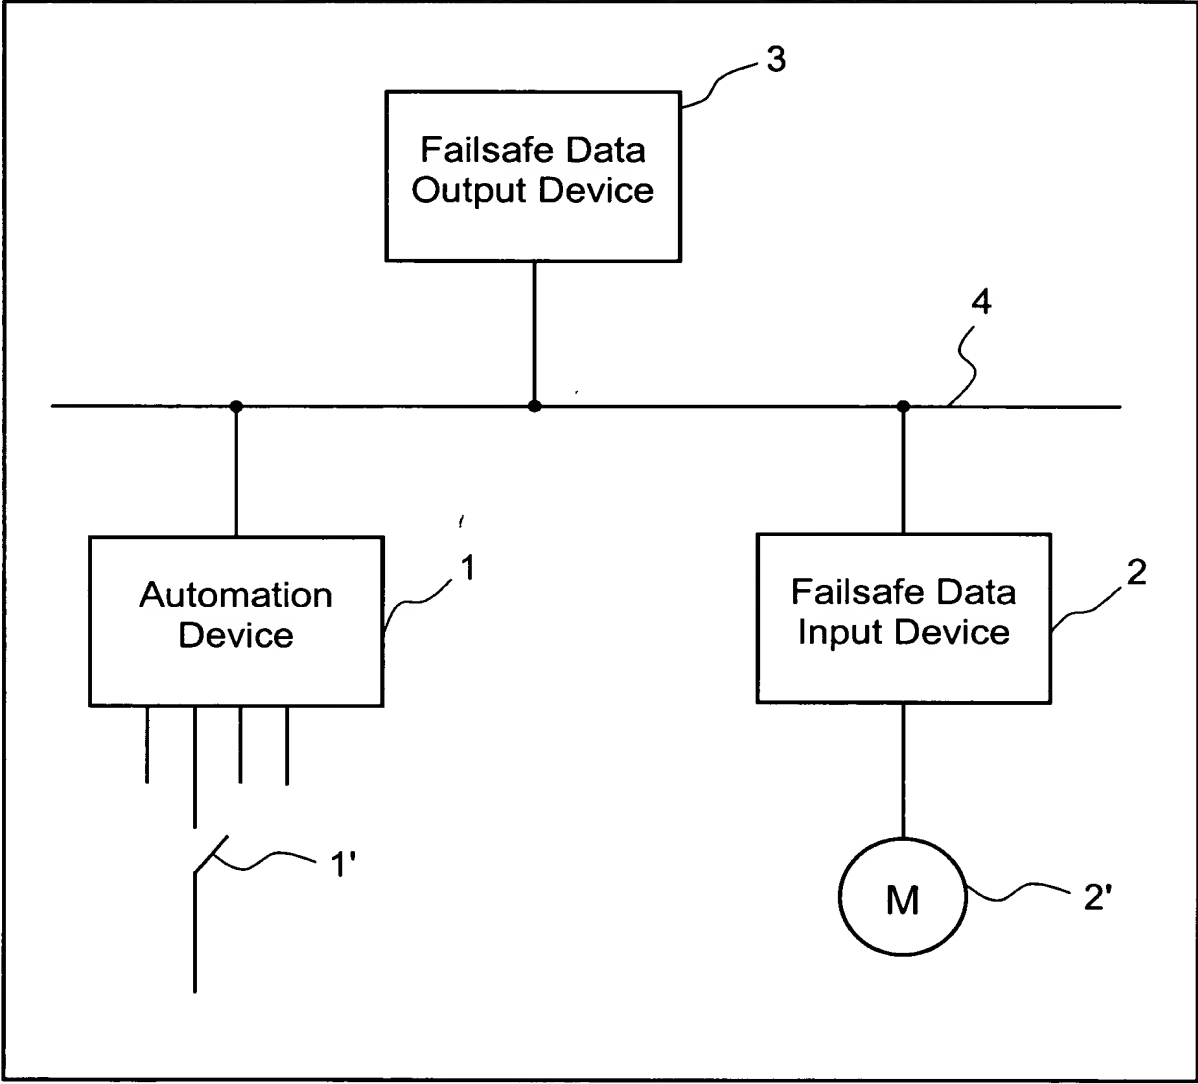 3
Failsafe Data
Output Device
4
1
Automation
Device
2
Failsafe Data
Input Device
1'
M
2'